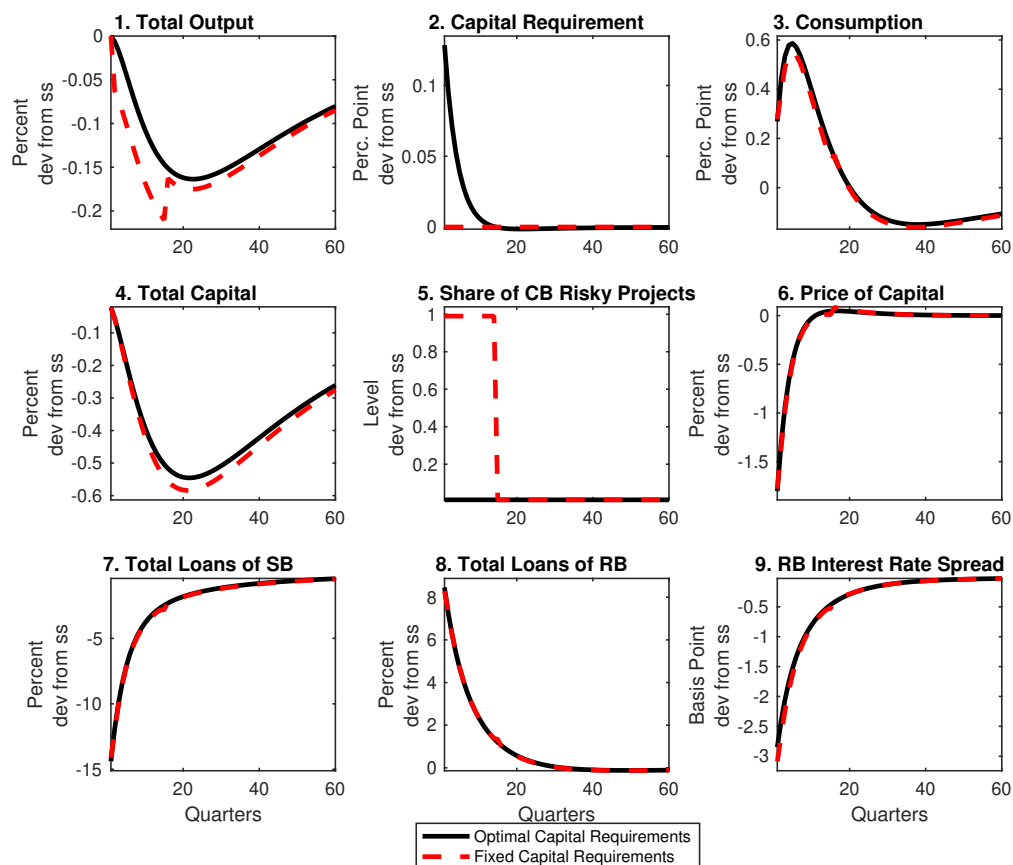 1. Total Output
0
-0.05
-0.1
-0.15
-0.2
20
40
60
Percent
dev from ss
2. Capital Requirement
0.1
0.05
0
20
40
60
Perc. Point
dev from ss
3. Consumption
0.6
0.4
0.2
0
20
40
60
Perc. Point
dev from ss
4. Total Capital
-0.1
-0.2
-0.3
-0.4
-0.5
-0.6
20
40
60
Percent
dev from ss
5. Share of CB Risky Projects
1
0.8
0.6
0.4
0.2
20
40
60
Level
dev from ss
6. Price of Capital
0
-0.5
-1
-1.5
20
40
60
Percent
dev from ss
7. Total Loans of SB
-5
-10
-15
20
40
60
Percent
dev from ss
Quarters
8. Total Loans of RB
8
6
4
2
0
20
40
60
Percent
dev from ss
Quarters
9. RB Interest Rate Spread
-0.5
-1
-1.5
-2
-2.5
-3
20
40
60
Basis Point
dev from ss
Quarters
Optimal Capital Requirements
Fixed Capital Requirements